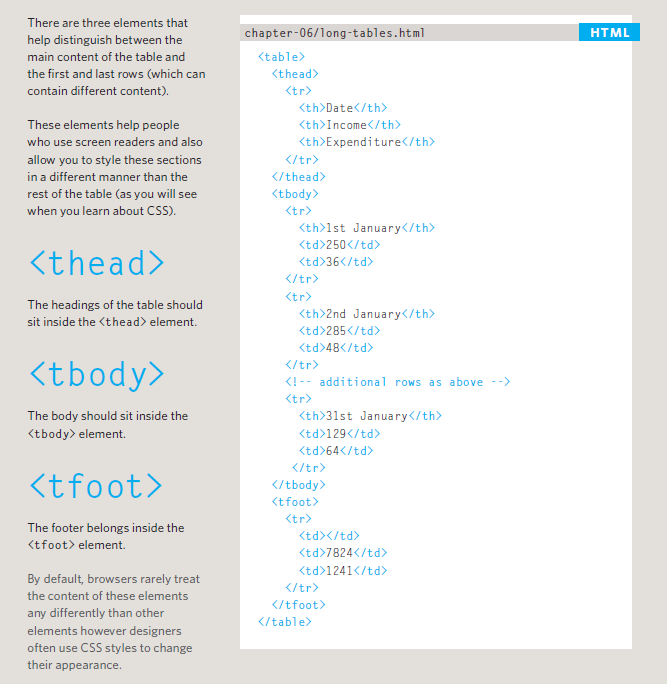 There are three elements that
help distinguish between the
main content of the table and
the first and last rows (which can
contain different content).
These elements help people
who use screen readers and also
allow you to style these sections
in a different manner than the
rest of the table (as you will see
when you learn about CSS).
<thead>
The headings of the table should
sit inside the <thead> element.
<tbody>
The body should sit inside the
<tbody> element.
<tfoot>
The footer belongs inside the
<tfoot> element.
By default, browsers rarely treat
the content of these elements
any differently than other
elements however designers
often use CSS styles to change
their appearance.
chapter-06/long-tables.html
HTML
<table>
<thead>
<tr>
<th>Date</th>
<th>Income</th>
<th>Expenditure</th>
</tr>
</thead>
<tbody>
<tr>
<th>1st January</th>
<td>250</td>
<td>36</td>
</tr>
<tr>
<th>2nd January</th>
<td>285</td>
<td>48</td>
</tr>
<!-- additional rows as above -->
<tr>
<th>31st January</th>
<td>129</td>
<td>64</td>
</tr>
</tbody>
<tfoot>
<tr>
<td></td>
<td>7824</td>
<td>1241</td>
</tr>
</tfoot>
</table>